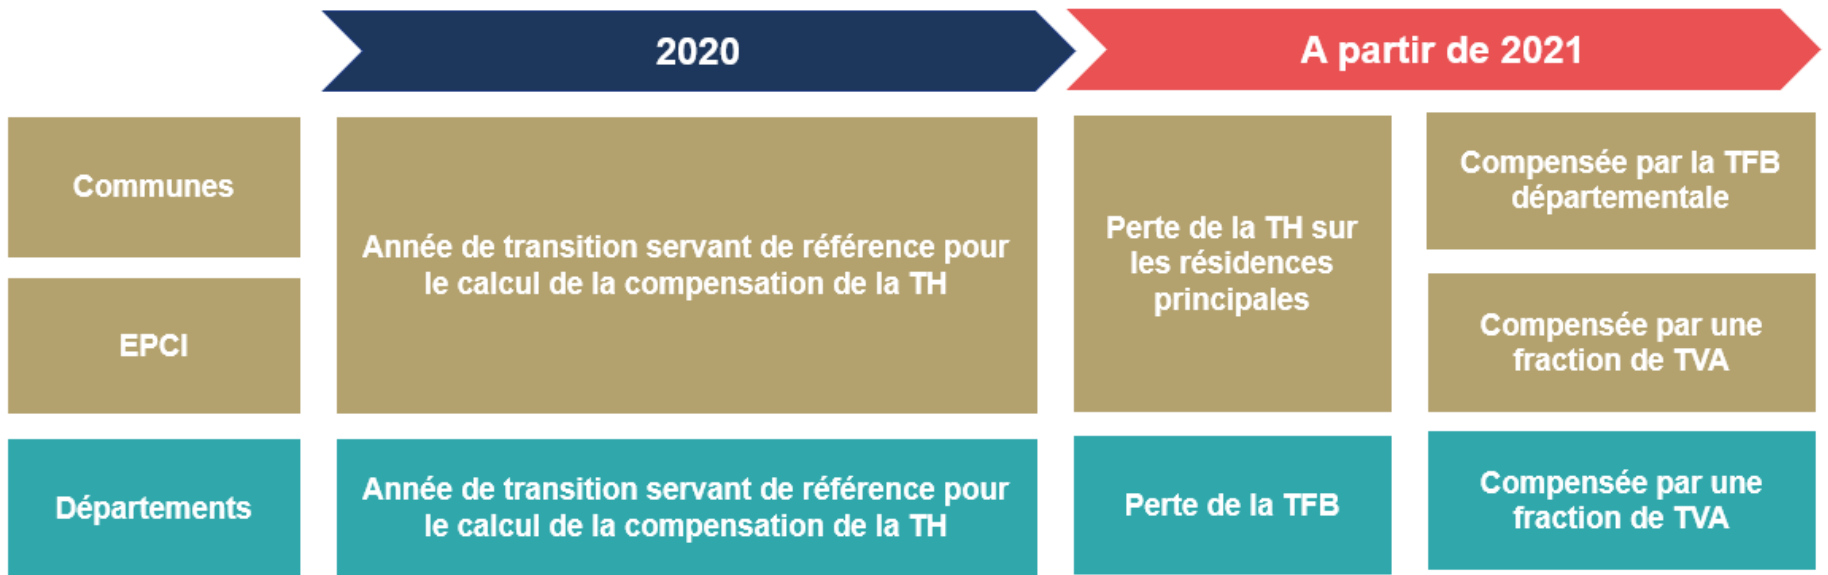 2020
A partir de 2021
Communes
Année de transition servant de référence pour
le calcul de la compensation de la TH
Perte de la TH sur
les résidences
principales
Compensée par la TFB
départementale
EPCI
Compensée par une
fraction de TVA
Départements
Année de transition servant de référence pour
le calcul de la compensation de la TH
Perte de la TFB
Compensée par une
fraction de TVA